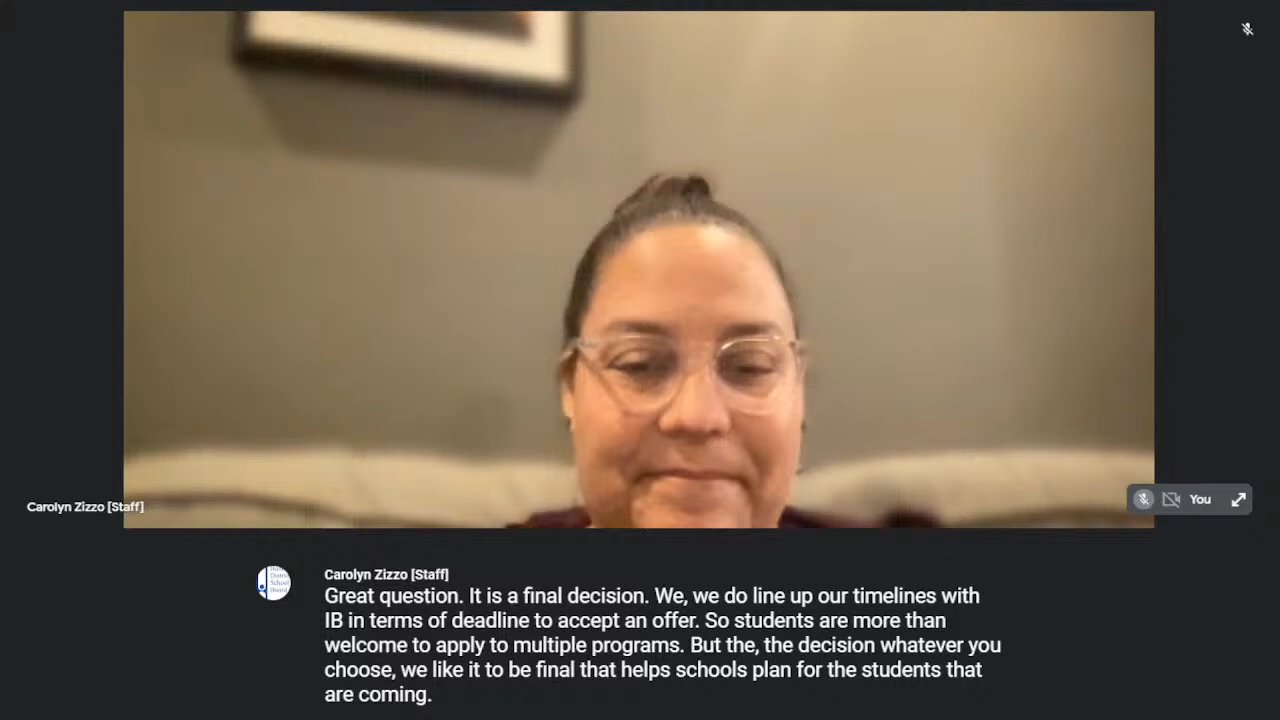 Carolyn Zizzo [Staff]
You
District
School
Carolyn Zizzo [Staff]
Great question. It is a final decision. We, we do line up our timelines with
IB in terms of deadline to accept an offer. So students are more than
welcome to apply to multiple programs. But the, the decision whatever you
choose, we like it to be final that helps schools plan for the students that
are coming.